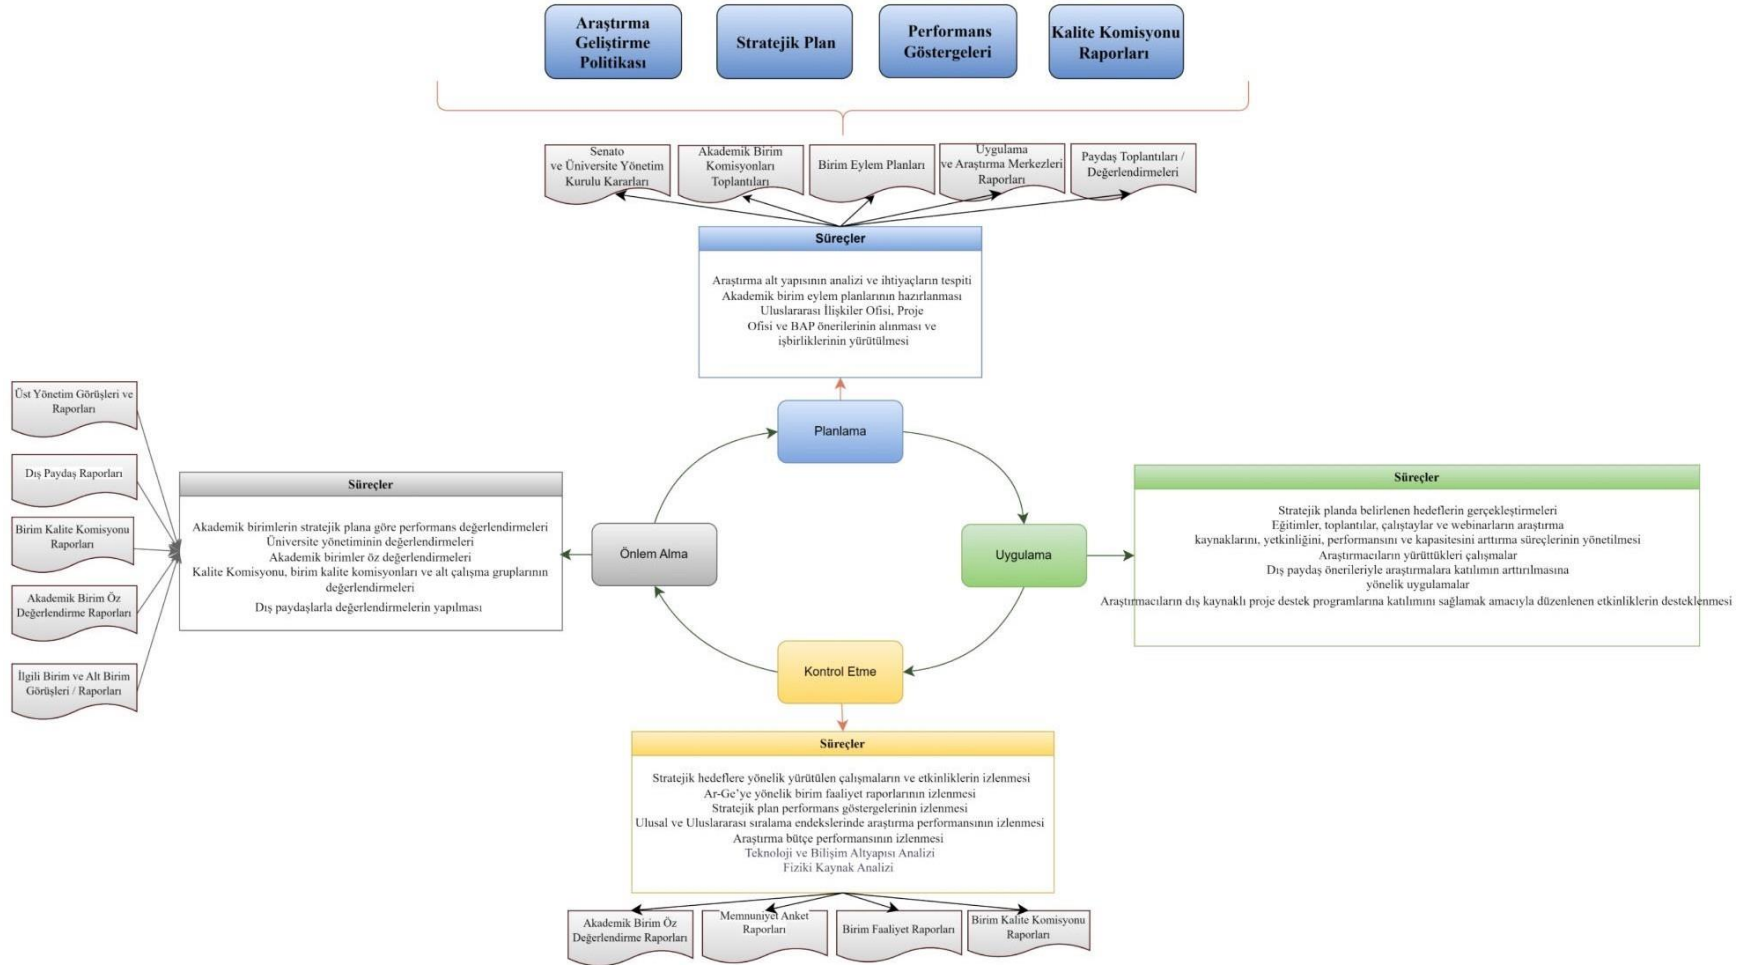 Araştırma
Geliştirme
Politikası
Stratejik Plan
Performans
Göstergeleri
Kalite Komisyonu
Raporları
Senato
ve Üniversite Yönetim
Kurulu Kararları
Akademik Birim
Komisyonları
Toplantıları
Birim Eylem Planları
Uygulama
ve Araştırma Merkezleri
Raporları
Paydaş Toplantıları /
Değerlendirmeleri
Süreçler
Araştırma alt yapısının analizi ve ihtiyaçların tespiti
Akademik birim eylem planlarının hazırlanması
Uluslararası İlişkiler Ofisi, Proje
Ofisi ve BAP önerilerinin alınması ve
işbirliklerinin yürütülmesi
Planlama
Üst Yönetim Görüşleri ve
Raporları
Dış Paydaş Raporları
Birim Kalite Komisyonu
Raporları
Akademik Birim Öz
Değerlendirme Raporları
İlgili Birim ve Alt Birim
Görüşleri / Raporları
Süreçler
Akademik birimlerin stratejik plana göre performans değerlendirmeleri
Üniversite yönetiminin değerlendirmeleri
Akademik birimler öz değerlendirmeleri
Kalite Komisyonu, birim kalite komisyonları ve alt çalışma gruplarının
değerlendirmeleri
Dış paydaşlarla değerlendirmelerin yapılması
Önlem Alma
Uygulama
Süreçler
Stratejik planda belirlenen hedeflerin gerçekleştirmeleri
Eğitimler, toplantılar, çalıştaylar ve webinarların araştırma
kaynaklarını, yetkinliğini, performansını ve kapasitesini arttırma süreçlerinin yönetilmesi
Araştırmacıların yürüttükleri çalışmalar
Dış paydaş önerileriyle araştırmalara katılımın arttırılmasına
yönelik uygulamalar
Araştırmacıların dış kaynaklı proje destek programlarına katılımını sağlamak amacıyla düzenlenen etkinliklerin desteklenmesi
Kontrol Etme
Süreçler
Stratejik hedeflere yönelik yürütülen çalışmaların ve etkinliklerin izlenmesi
Ar-Ge'ye yönelik birim faaliyet raporlarının izlenmesi
Stratejik plan performans göstergelerinin izlenmesi
Ulusal ve Uluslararası sıralama endekslerinde araştırma performansının izlenmesi
Araştırma bütçe performansının izlenmesi
Teknoloji ve Bilişim Altyapısı Analizi
Fiziki Kaynak Analizi
Akademik Birim Öz
Değerlendirme Raporları
Memnuniyet Anket
Raporları
Birim Faaliyet Raporları
Birim Kalite Komisyonu
Raporları